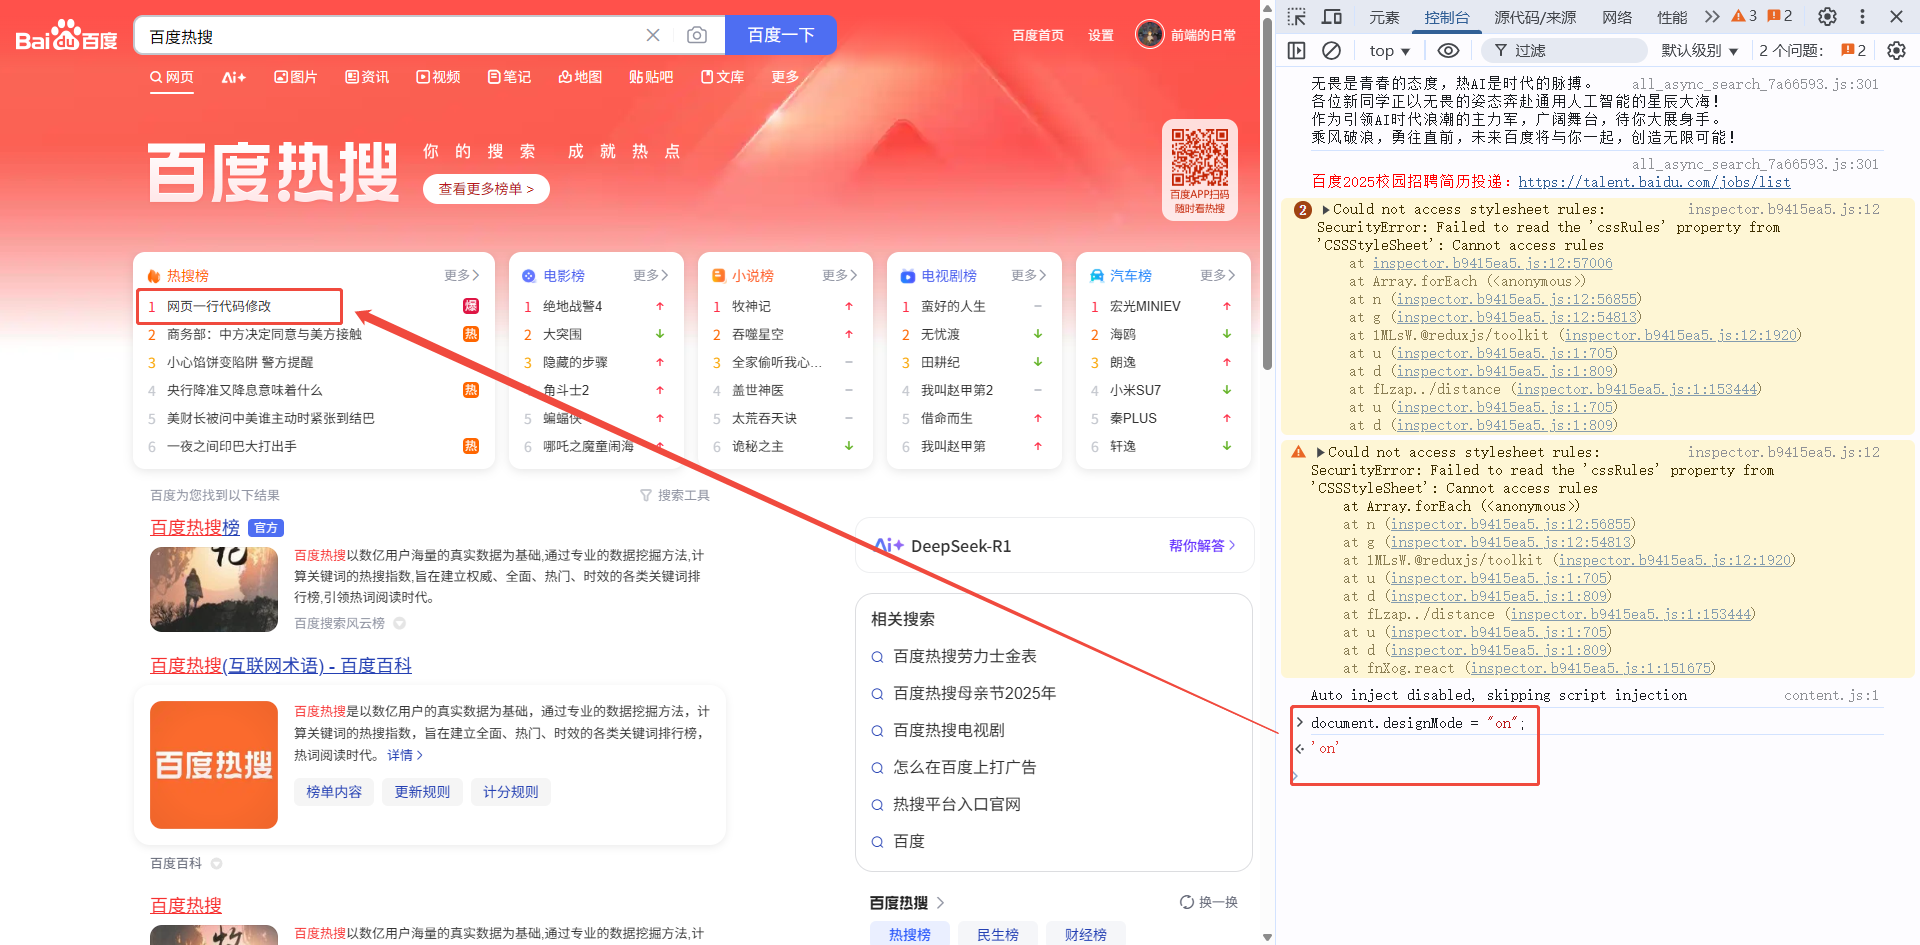 Bai du 百度
百度热搜
百度一下
百度首页 设置 前端的日常
网页 Ai+ 图片 资讯 视频 笔记 地图 贴吧 文库 更多
百度热搜
你的搜索 成就热点
查看更多榜单 >
百度APP扫码
随时看热搜
热搜榜 更多
1 网页一行代码修改 爆
2 商务部：中方决定同意与美方接触 热
3 小心馅饼变陷阱 警方提醒
4 央行降准又降息意味着什么 热
5 美财长被问中美谁主动时紧张到结巴
6 一夜之间印巴大打出手 热
电影榜 更多
1 绝地战警4
2 大突围
3 隐藏的步骤
角斗士2
5 蝙蝠侠
6 哪吒之魔童闹海
小说榜 更多
1 牧神记
2 吞噬星空
3 全家偷听我心...
4 盖世神医
5 太荒吞天诀
6 诡秘之主
电视剧榜 更多
1 蛮好的人生
2 无忧渡
3 田耕纪
4 我叫赵甲第2
5 借命而生
6 我叫赵甲第
汽车榜 更多
1 宏光MINIEV
2 海鸥
3 朗逸
4 小米SU7
5 秦PLUS
6 轩逸
百度为您找到以下结果 搜索工具
百度热搜榜 官方
百度热搜以数亿用户海量的真实数据为基础,通过专业的数据挖掘方法,计
算关键词的热搜指数,旨在建立权威、全面、热门、时效的各类关键词排
行榜,引领热词阅读时代。
百度搜索风云榜
百度热搜(互联网术语) - 百度百科
百度热搜
百度热搜是以数亿用户的真实数据为基础，通过专业的数据挖掘方法，计
算关键词的热搜指数，旨在建立全面、热门、时效的各类关键词排行榜，
热词阅读时代。 详情 >
榜单内容 更新规则 计分规则
百度百科
百度热搜
百度热搜以数亿用户海量的真实数据为基础,通过专业的数据挖掘方法,计
Ai+ DeepSeek-R1 帮你解答
相关搜索
百度热搜劳力士金表
百度热搜母亲节2025年
百度热搜电视剧
怎么在百度上打广告
热搜平台入口官网
百度
百度热搜 > 换一换
热搜榜 民生榜 财经榜
元素 控制台 源代码/来源 网络 性能 3 2
top 过滤 默认级别 2 个问题： 2
无畏是青春的态度，热AI是时代的脉搏。 all_async_search_7a66593.js:301
各位新同学正以无畏的姿态奔赴通用人工智能的星辰大海！
作为引领AI时代浪潮的主力军，广阔舞台，待你大展身手。
乘风破浪，勇往直前，未来百度将与你一起，创造无限可能！
all_async_search_7a66593.js:301
百度2025校园招聘简历投递：https://talent.baidu.com/jobs/list
2 Could not access stylesheet rules: inspector.b9415ea5.js:12
SecurityError: Failed to read the 'cssRules' property from
'CSSStyleSheet': Cannot access rules
at inspector.b9415ea5.js:12:57006
at Array.forEach (<anonymous>)
at n (inspector.b9415ea5.js:12:56855)
at g (inspector.b9415ea5.js:12:54813)
at 1MLsW.@reduxjs/toolkit (inspector.b9415ea5.js:12:1920)
at u (inspector.b9415ea5.js:1:705)
at d (inspector.b9415ea5.js:1:809)
at fLzap../distance (inspector.b9415ea5.js:1:153444)
at u (inspector.b9415ea5.js:1:705)
at d (inspector.b9415ea5.js:1:809)
Could not access stylesheet rules: inspector.b9415ea5.js:12
SecurityError: Failed to read the 'cssRules' property from
'CSSStyleSheet': Cannot access rules
at Array.forEach (<anonymous>)
at n (inspector.b9415ea5.js:12:56855)
at g (inspector.b9415ea5.js:12:54813)
at 1MLsW.@reduxjs/toolkit (inspector.b9415ea5.js:12:1920)
at u (inspector.b9415ea5.js:1:705)
at d (inspector.b9415ea5.js:1:809)
at fLzap../distance (inspector.b9415ea5.js:1:153444)
at u (inspector.b9415ea5.js:1:705)
at d (inspector.b9415ea5.js:1:809)
at fnXog.react (inspector.b9415ea5.js:1:151675)
Auto inject disabled, skipping script injection content.js:1
> document.designMode = "on";
'on'